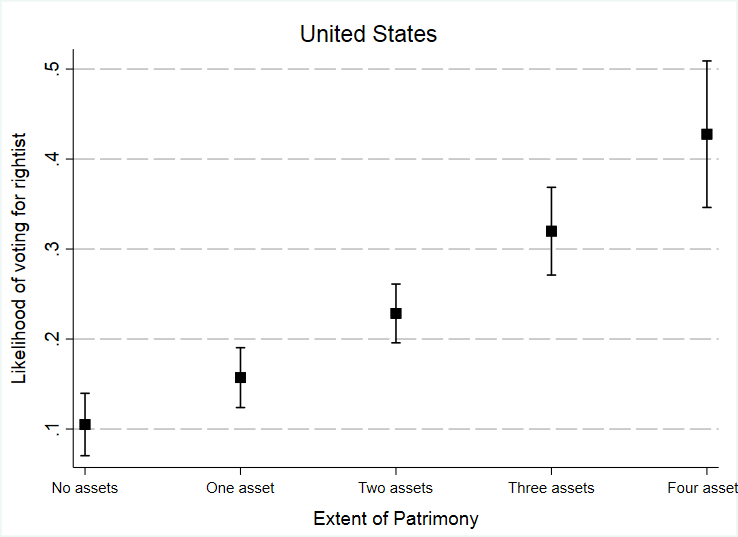 United States
Likelihood of voting for rightist
.5
.4
.3
.2
.1
No assets One asset Two assets Three assets Four asset
Extent of Patrimony